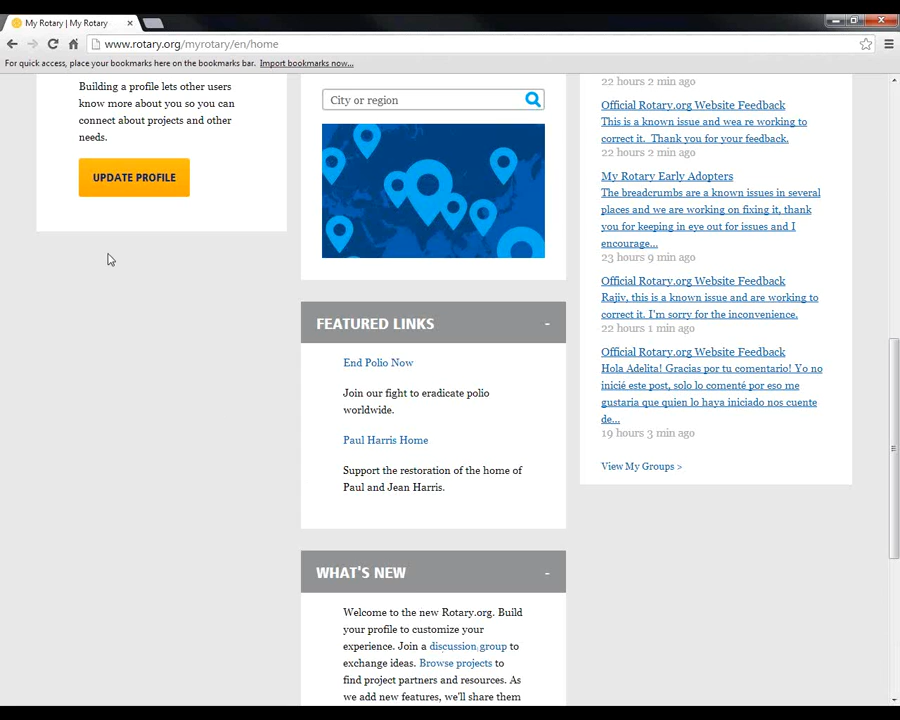 My Rotary | My Rotary
www.rotary.org/myrotary/en/home
For quick access, place your bookmarks here on the bookmarks bar. Import bookmarks now...
Building a profile lets other users
know more about you so you can
connect about projects and other
needs.
UPDATE PROFILE
City or region
FEATURED LINKS -
End Polio Now
Join our fight to eradicate polio
worldwide.
Paul Harris Home
Support the restoration of the home of
Paul and Jean Harris.
WHAT'S NEW -
Welcome to the new Rotary.org. Build
your profile to customize your
experience. Join a discussion group to
exchange ideas. Browse projects to
find project partners and resources. As
we add new features, we'll share them
22 hours 2 min ago
Official Rotary.org Website Feedback
This is a known issue and wea re working to
correct it. Thank you for your feedback.
22 hours 2 min ago
My Rotary Early Adopters
The breadcrumbs are a known issues in several
places and we are working on fixing it, thank
you for keeping in eye out for issues and I
encourage...
23 hours 9 min ago
Official Rotary.org Website Feedback
Rajiv, this is a known issue and are working to
correct it. I'm sorry for the inconvenience.
22 hours 1 min ago
Official Rotary.org Website Feedback
Hola Adelita! Gracias por tu comentario! Yo no
inicié este post, solo lo comenté por eso me
gustaria que quien lo haya iniciado nos cuente
de...
19 hours 3 min ago
View My Groups >